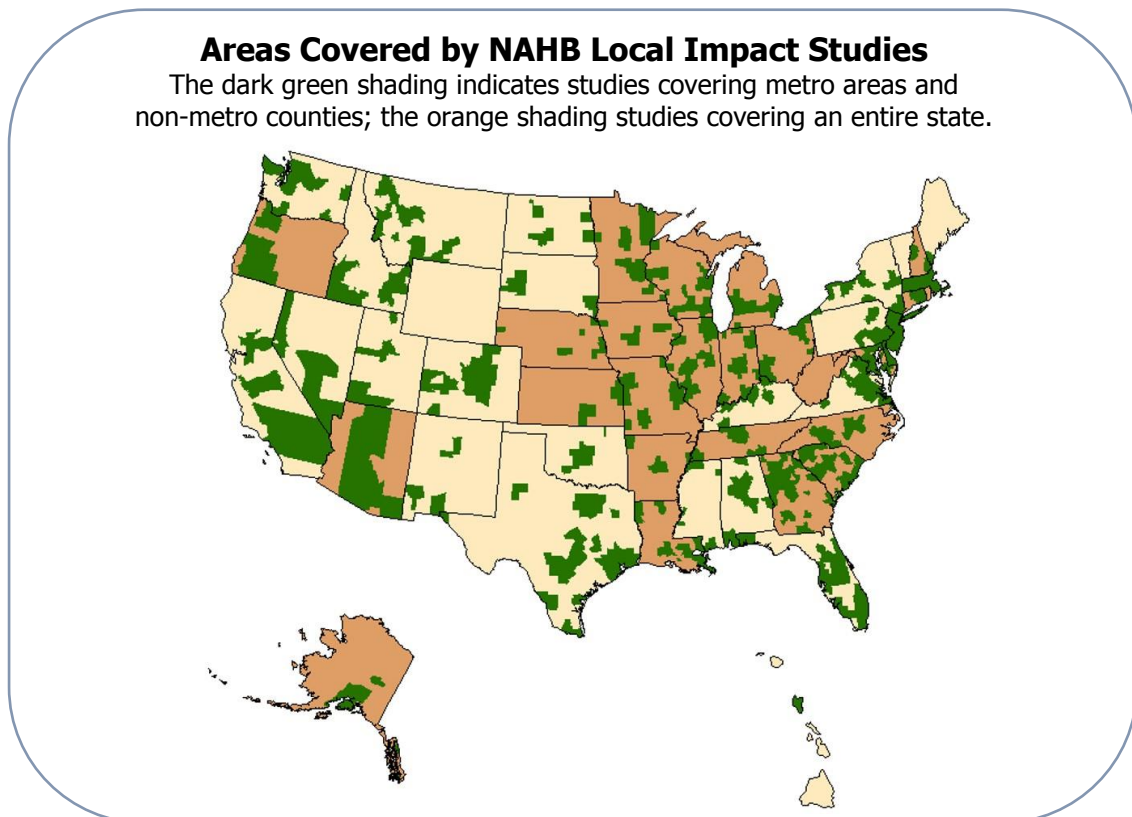 Areas Covered by NAHB Local Impact Studies
The dark green shading indicates studies covering metro areas and
non-metro counties; the orange shading studies covering an entire state.